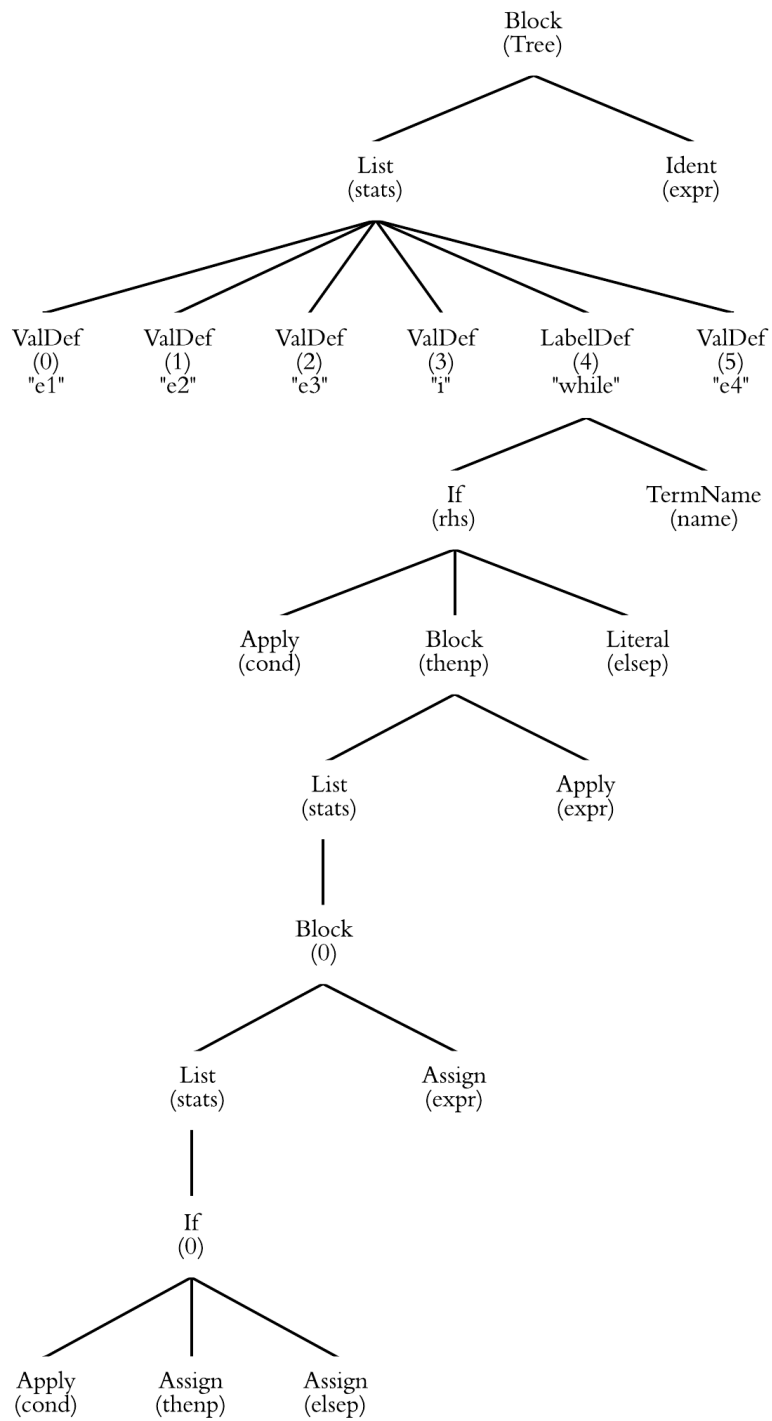 Block
(Tree)
List
(stats)
Ident
(expr)
ValDef
(0)
"e1"
ValDef
(1)
"e2"
ValDef
(2)
"e3"
ValDef
(3)
"i"
LabelDef
(4)
"while"
ValDef
(5)
"e4"
If
(rhs)
TermName
(name)
Apply
(cond)
Block
(thenp)
Literal
(elsep)
List
(stats)
Apply
(expr)
Block
(0)
List
(stats)
Assign
(expr)
If
(0)
Apply
(cond)
Assign
(thenp)
Assign
(elsep)